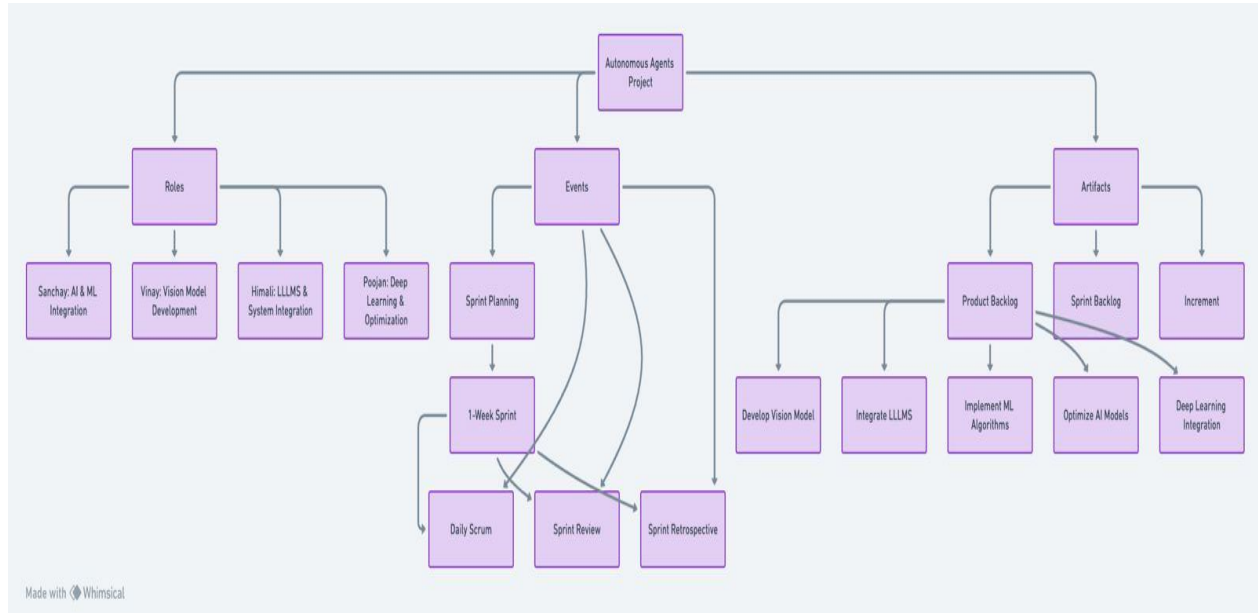 Autonomous Agents
Project
Roles
Events
Artifacts
Sanchay: AI & ML
Integration
Vinay: Vision Model
Development
Himali: LLLMS &
System Integration
Poojan: Deep
Learning &
Optimization
Sprint Planning
Product Backlog
Sprint Backlog
Increment
1-Week Sprint
Develop Vision Model
Integrate LLLMS
Implement ML
Algorithms
Optimize AI Models
Deep Learning
Integration
Daily Scrum
Sprint Review
Sprint Retrospective
Made with Whimsical